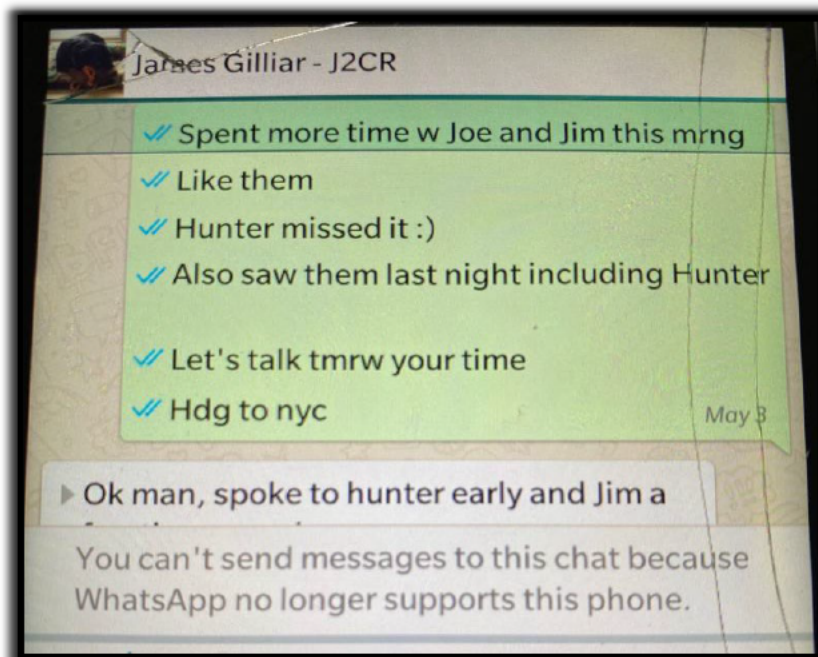 James Gilliar - J2CR
Spent more time w Joe and Jim this mrng
Like them
Hunter missed it :)
Also saw them last night including Hunter
Let's talk tmrw your time
Hdg to nyc
May 3
Ok man, spoke to hunter early and Jim a
You can't send messages to this chat because
WhatsApp no longer supports this phone.